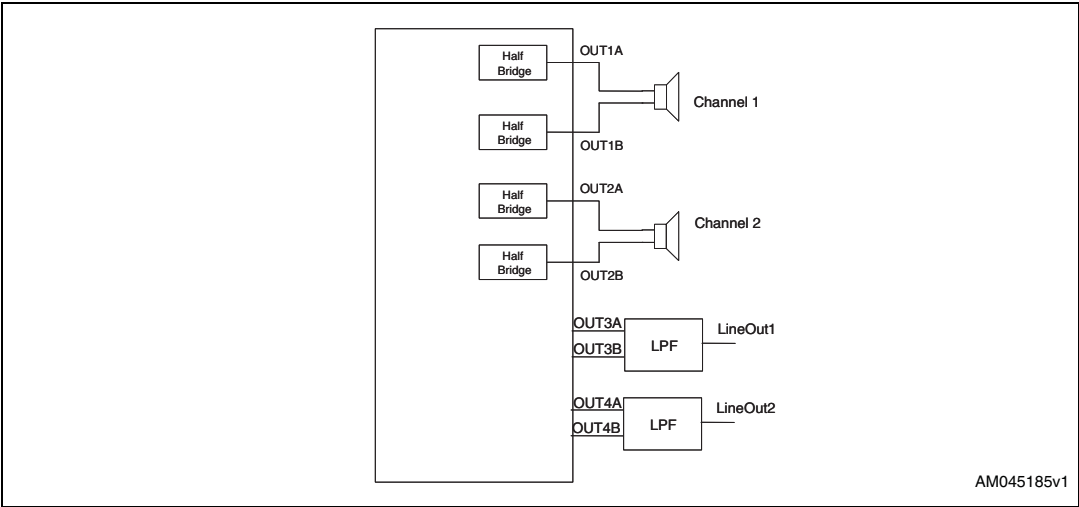 Half
Bridge
OUT1A
Channel 1
Half
Bridge
OUT1B
Half
Bridge
OUT2A
Channel 2
Half
Bridge
OUT2B
OUT3A
OUT3B
LPF
LineOut1
OUT4A
OUT4B
LPF
LineOut2
AM045185v1